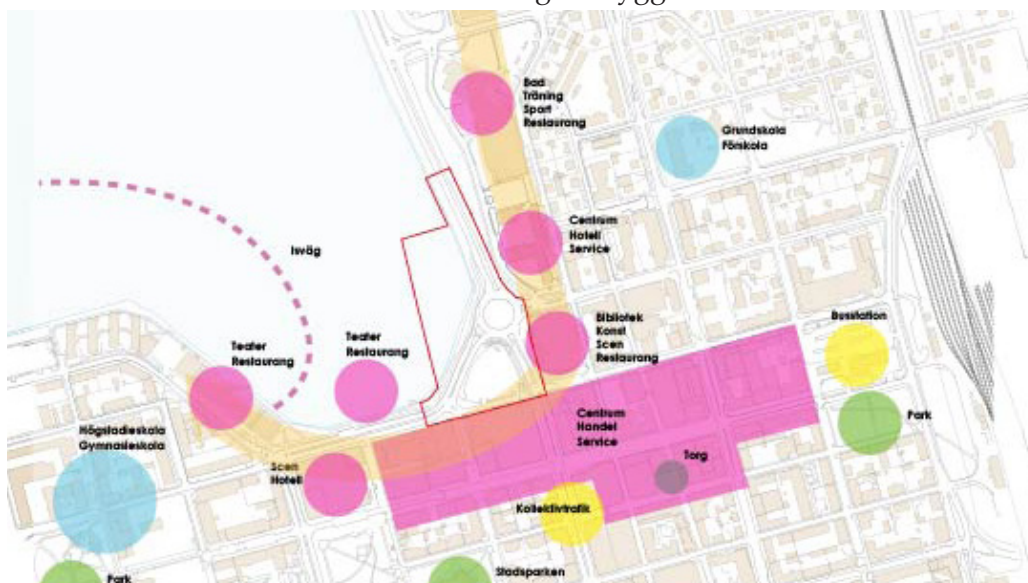 Bad
Träning
Sport
Restaurang
Grundskola
Förskola
Centrum
Hotell
Service
Isväg
Bibliotek
Konst
Scen
Restaurang
Busstation
Teater
Restaurang
Teater
Restaurang
Centrum
Handel
Service
Park
Högstadieskola
Gymnasieskola
Torg
Scen
Hotell
Kollektivtrafik
Park
Stadsparken